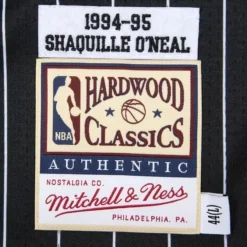 1994-95
SHAQUILLE O'NEAL
HARDWOOD
CLASSICS
NBA
AUTHENTIC
NOSTALGIA CO.
Mitchell & Ness
PHILADELPHIA, PA.
44(L)